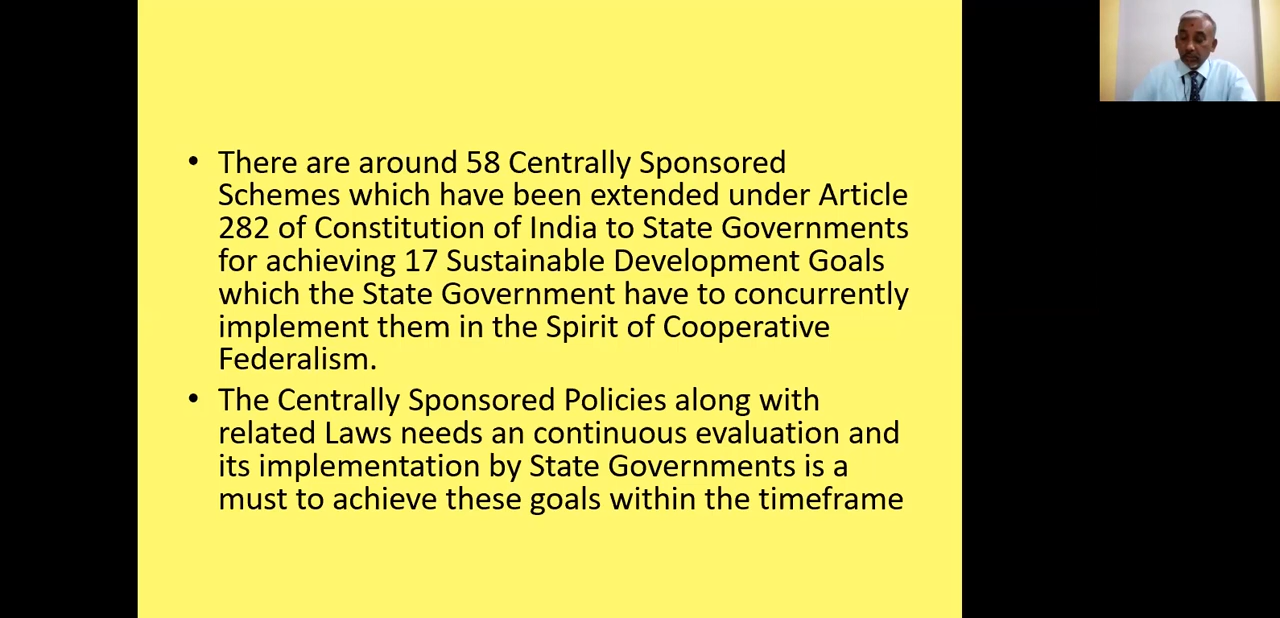 • There are around 58 Centrally Sponsored
Schemes which have been extended under Article
282 of Constitution of India to State Governments
for achieving 17 Sustainable Development Goals
which the State Government have to concurrently
implement them in the Spirit of Cooperative
Federalism.
• The Centrally Sponsored Policies along with
related Laws needs an continuous evaluation and
its implementation by State Governments is a
must to achieve these goals within the timeframe